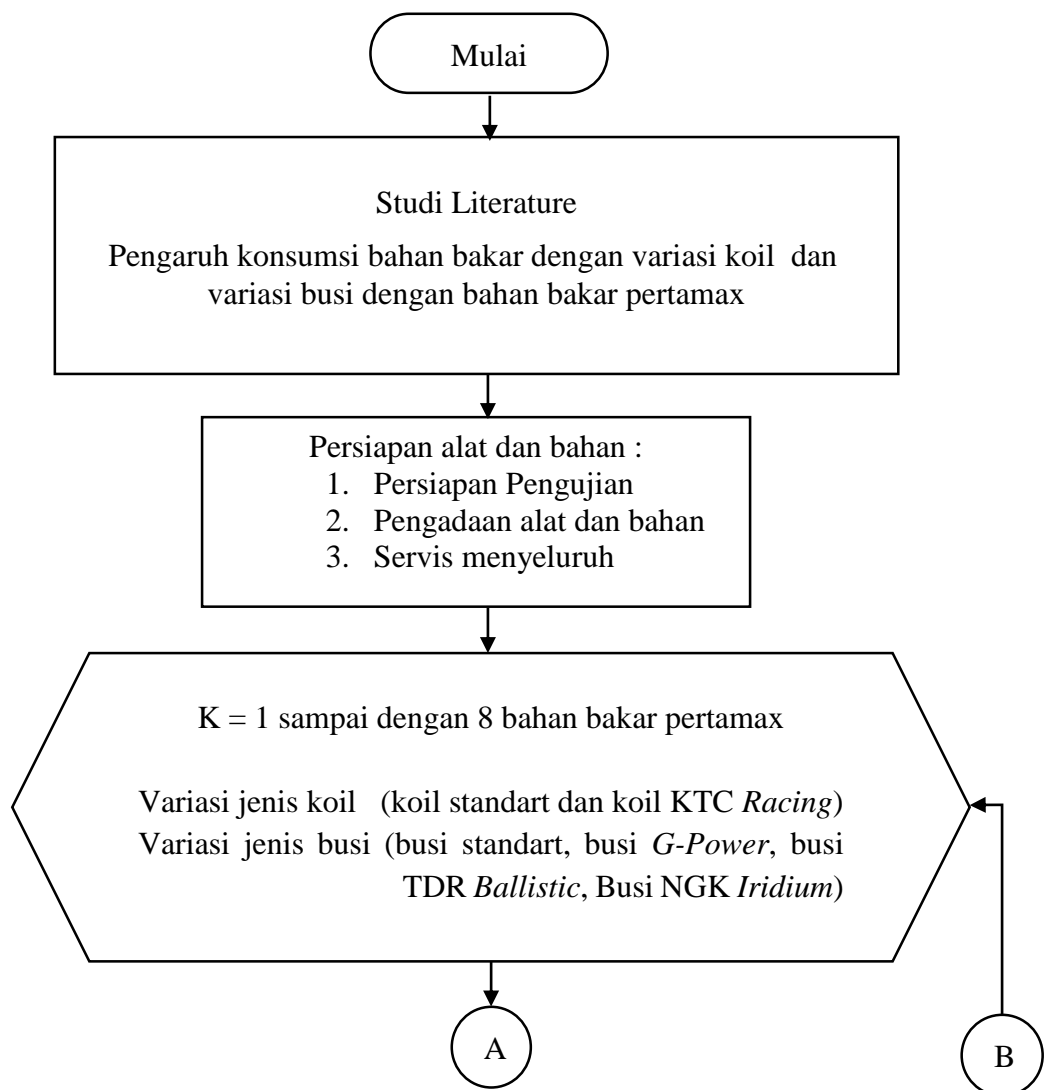 Mulai
Studi Literature
Pengaruh konsumsi bahan bakar dengan variasi koil dan
variasi busi dengan bahan bakar pertamax
Persiapan alat dan bahan :
1. Persiapan Pengujian
2. Pengadaan alat dan bahan
3. Servis menyeluruh
K = 1 sampai dengan 8 bahan bakar pertamax
Variasi jenis koil (koil standart dan koil KTC Racing)
Variasi jenis busi (busi standart, busi G-Power, busi
TDR Ballistic, Busi NGK Iridium)
A
B